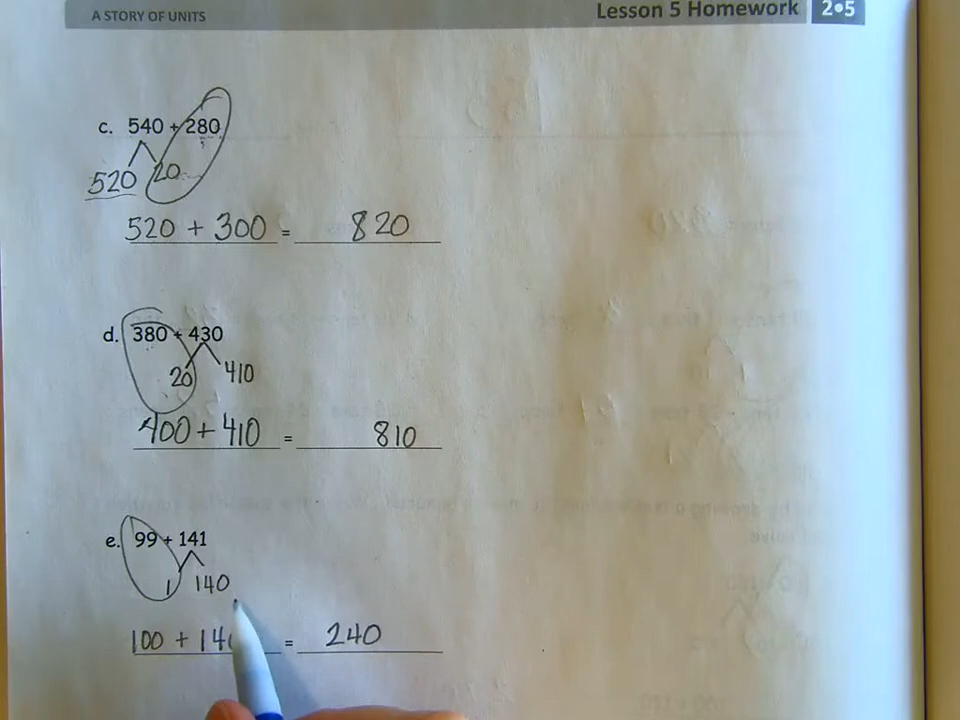 A STORY OF UNITS
Lesson 5 Homework 2•5
c. 540 + 280
520 20
520 + 300 = 820
d. 380 + 430
20 410
400 + 410 = 810
e. 99 + 141
1 140
100 + 14 = 240